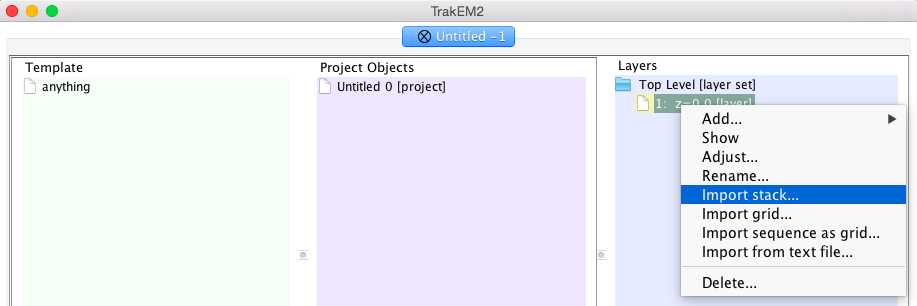 TrakEM2
Untitled -1
Template
anything
Project Objects
Untitled 0 [project]
Layers
Top Level [layer set]
1: z=0.0 [layer]
Add...
Show
Adjust...
Rename...
Import stack...
Import grid...
Import sequence as grid...
Import from text file...
Delete...